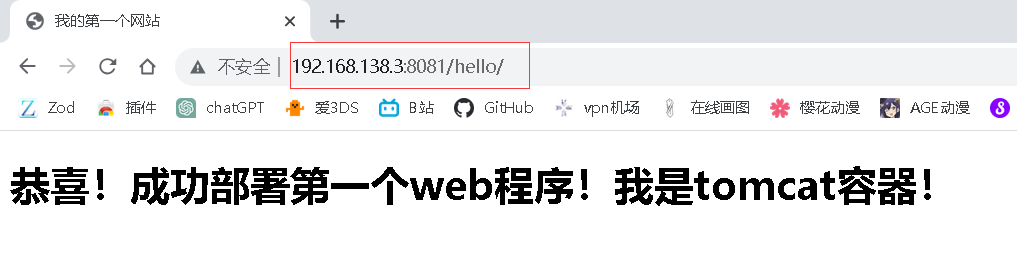 我的第一个网站
不安全 | 192.168.138.3:8081/hello/
Zod 插件 chatGPT 爱3DS B站 GitHub vpn机场 在线画图 樱花动漫 AGE动漫
恭喜！成功部署第一个web程序！我是tomcat容器！